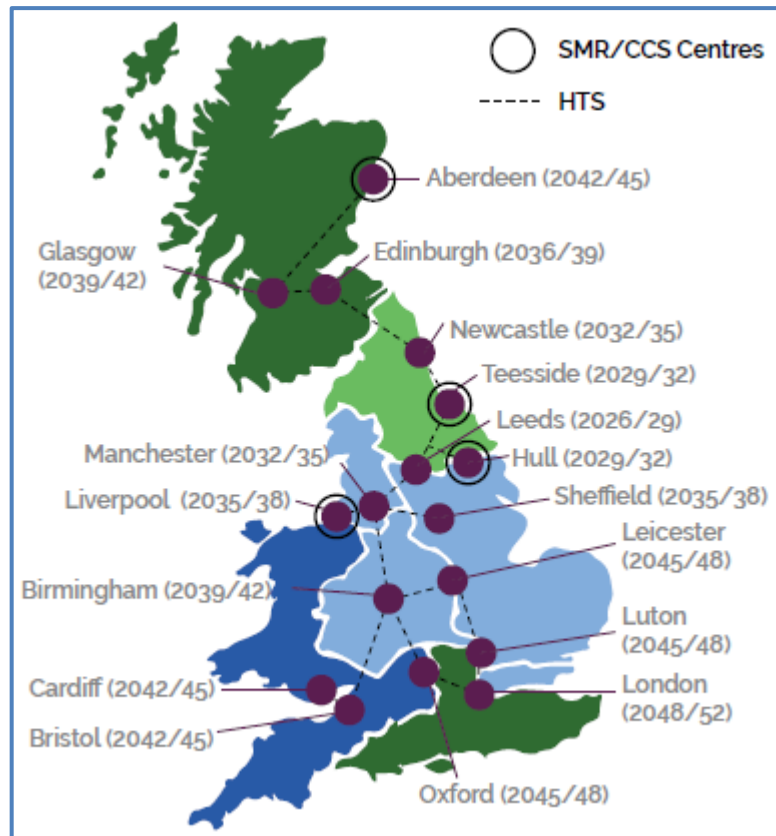 SMR/CCS Centres
HTS
Aberdeen (2042/45)
Glasgow
(2039/42)
Edinburgh (2036/39)
Newcastle (2032/35)
Teesside (2029/32)
Leeds (2026/29)
Manchester (2032/35)
Hull (2029/32)
Liverpool (2035/38)
Sheffield (2035/38)
Leicester
(2045/48)
Birmingham (2039/42)
Luton
(2045/48)
Cardiff (2042/45)
London
(2048/52)
Bristol (2042/45)
Oxford (2045/48)